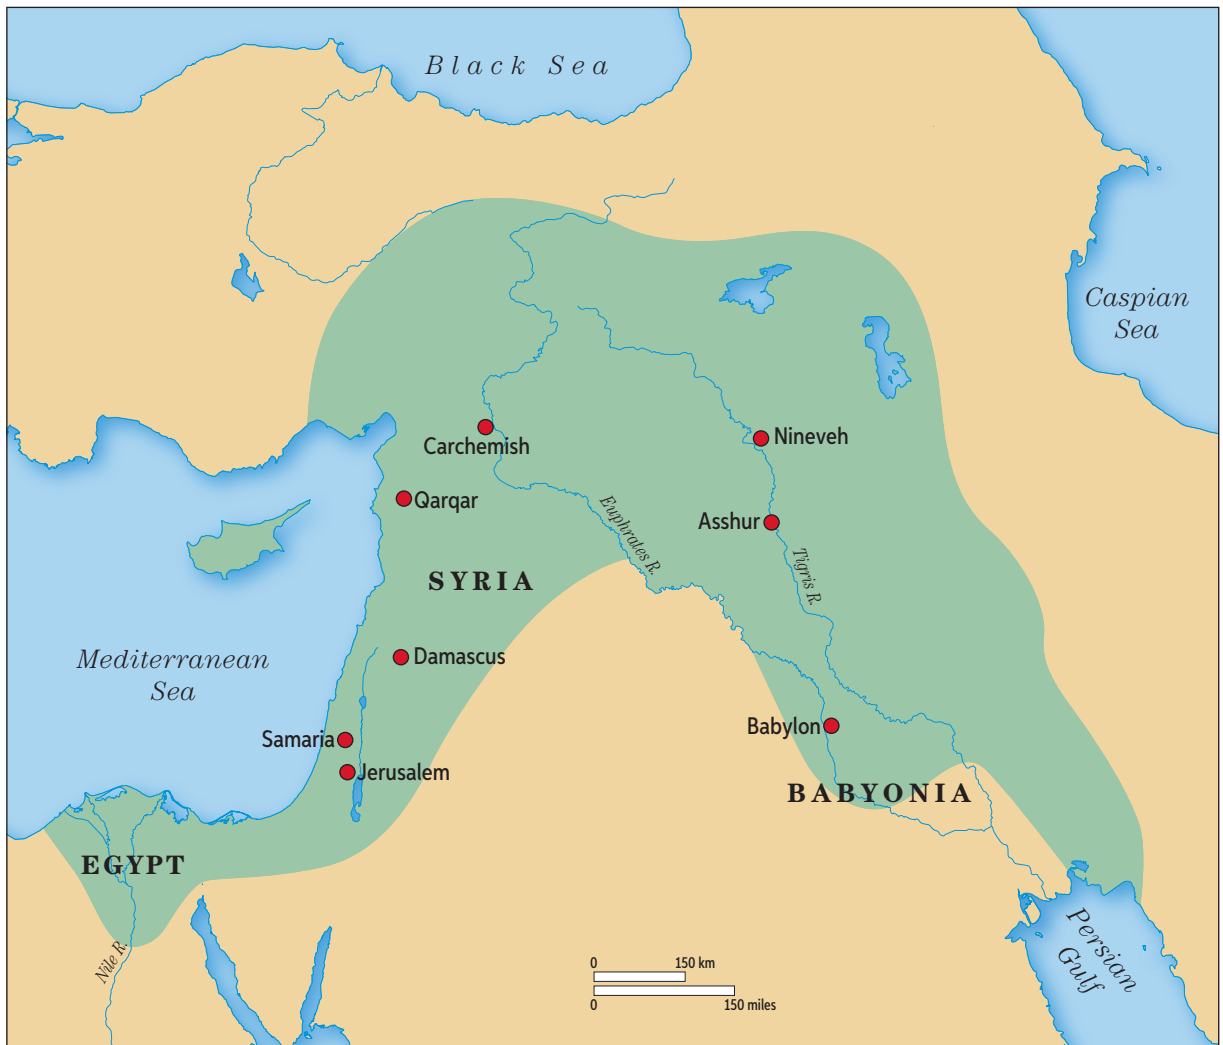 Black Sea
Caspian
Sea
Carchemish
Nineveh
Qarqar
Asshur
Euphrates R.
Tigris R.
SYRIA
Mediterranean
Sea
Damascus
Samaria
Jerusalem
Babylon
BABYONIA
EGYPT
Nile R.
Persian
Gulf
0 150 km
0 150 miles